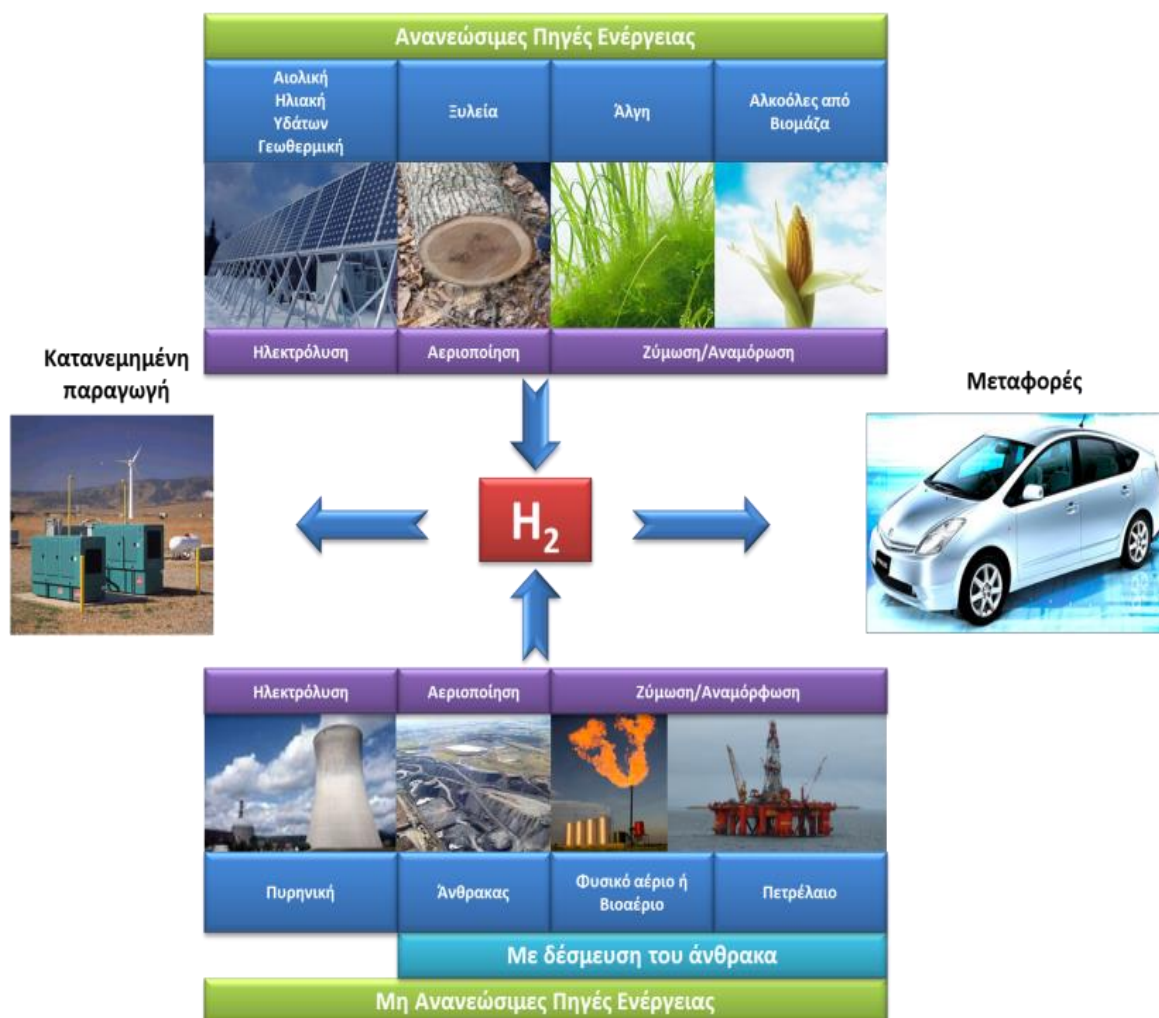 Ανανεώσιμες Πηγές Ενέργειας
Αιολική
Ηλιακή
Υδάτων
Γεωθερμική
Ξυλεία
Άλγη
Αλκοόλες από
Βιομάζα
Ηλεκτρόλυση
Αεριοποίηση
Ζύμωση/Αναμόρωση
Κατανεμημένη
παραγωγή
Μεταφορές
H2
Ηλεκτρόλυση
Αεριοποίηση
Ζύμωση/Αναμόρφωση
Πυρηνική
Άνθρακας
Φυσικό αέριο ή
Βιοαέριο
Πετρέλαιο
Με δέσμευση του άνθρακα
Μη Ανανεώσιμες Πηγές Ενέργειας